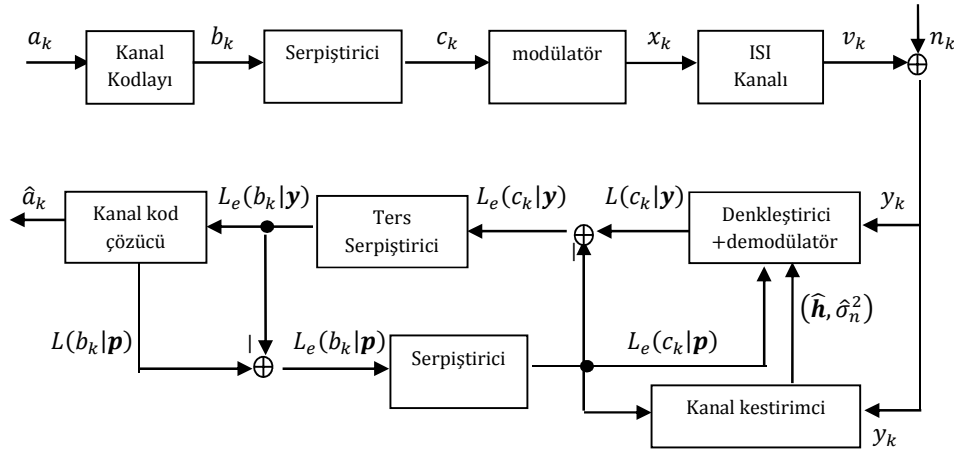 a_k
Kanal
Kodlayı
b_k
Serpiştirici
c_k
modülatör
x_k
ISI
Kanalı
v_k
n_k
â_k
Kanal kod
çözücü
L_e(b_k|y)
Ters
Serpiştirici
L_e(c_k|y)
L(c_k|y)
Denkleştirici
+demodülatör
y_k
(ĥ, σ̂_n^2)
L(b_k|p)
L_e(b_k|p)
Serpiştirici
L_e(c_k|p)
Kanal kestirimci
y_k